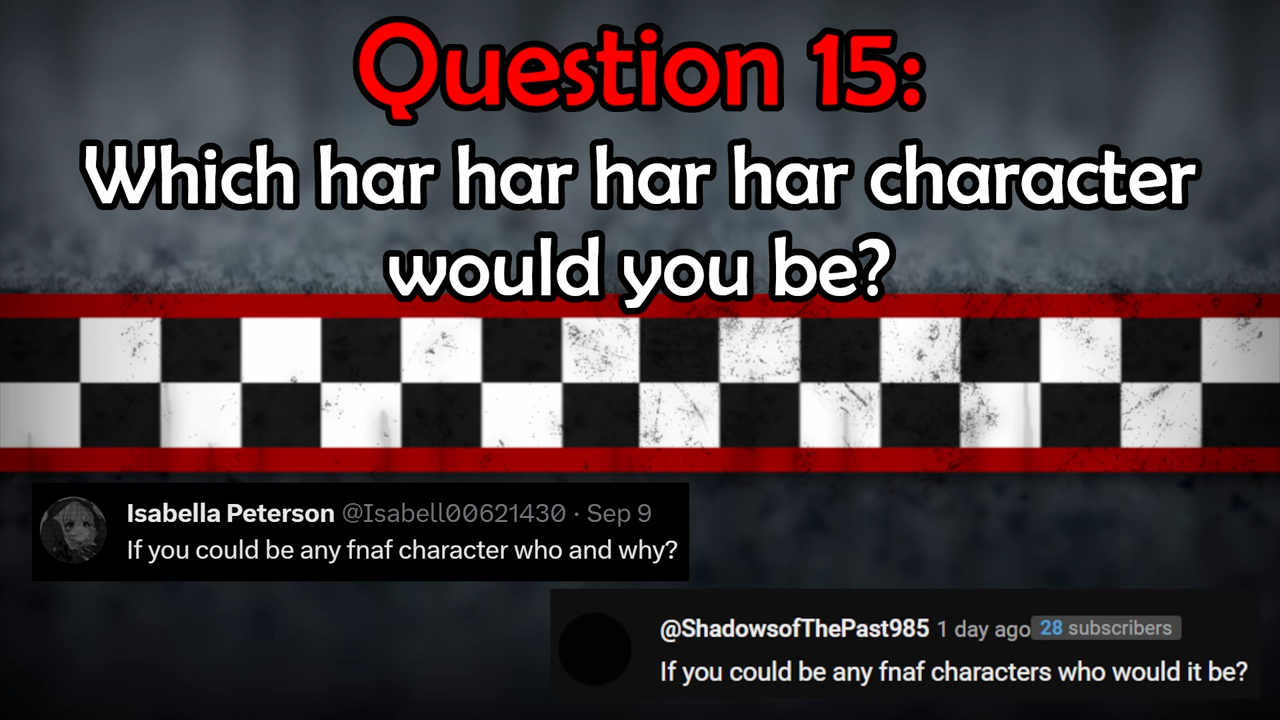 Question 15:
Which har har har har character
would you be?
Isabella Peterson @Isabell00621430 · Sep 9
If you could be any fnaf character who and why?
@ShadowsofThePast985 1 day ago 28 subscribers
If you could be any fnaf characters who would it be?